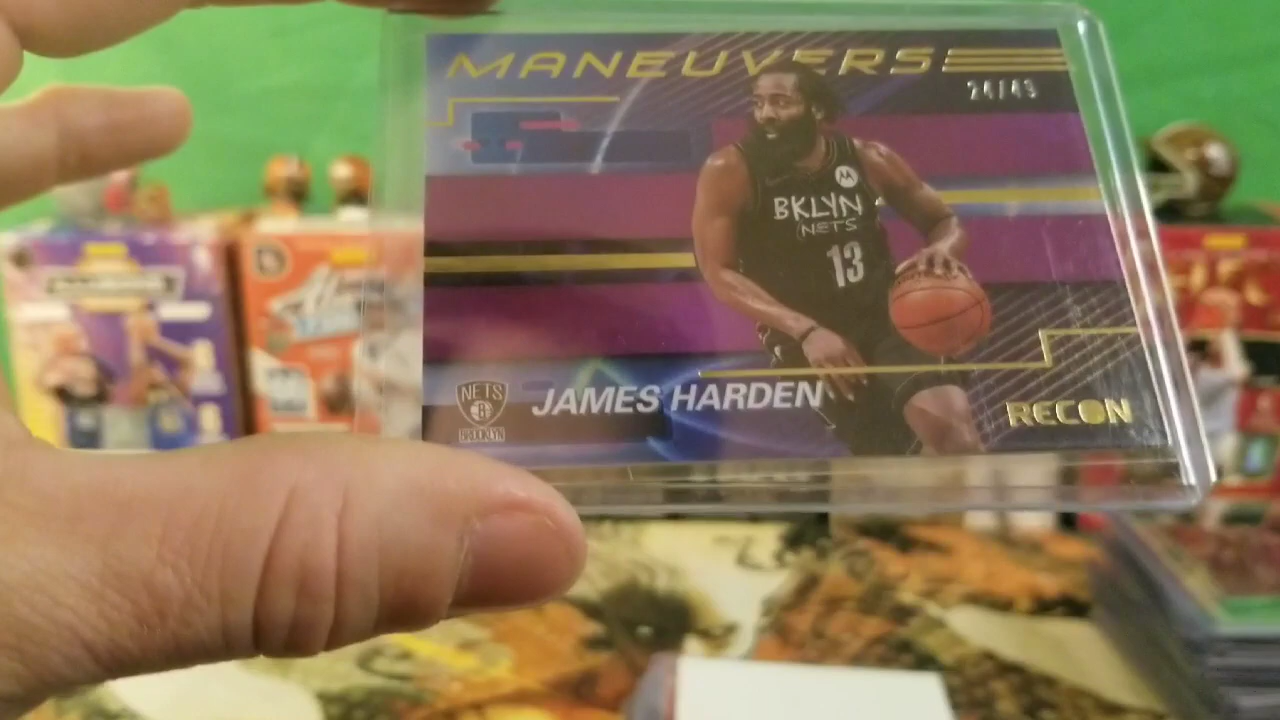 MANEUVERS
24/49
BKLYN
NETS
13
NETS
B
BROOKLYN
JAMES HARDEN
RECON